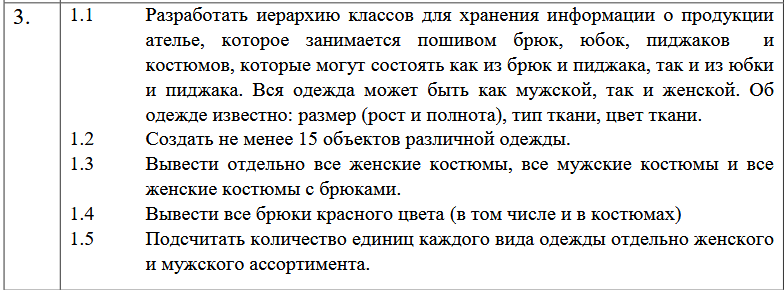 3. 1.1 Разработать иерархию классов для хранения информации о продукции
ателье, которое занимается пошивом брюк, юбок, пиджаков и
костюмов, которые могут состоять как из брюк и пиджака, так и из юбки
и пиджака. Вся одежда может быть как мужской, так и женской. Об
одежде известно: размер (рост и полнота), тип ткани, цвет ткани.
1.2 Создать не менее 15 объектов различной одежды.
1.3 Вывести отдельно все женские костюмы, все мужские костюмы и все
женские костюмы с брюками.
1.4 Вывести все брюки красного цвета (в том числе и в костюмах)
1.5 Подсчитать количество единиц каждого вида одежды отдельно женского
и мужского ассортимента.